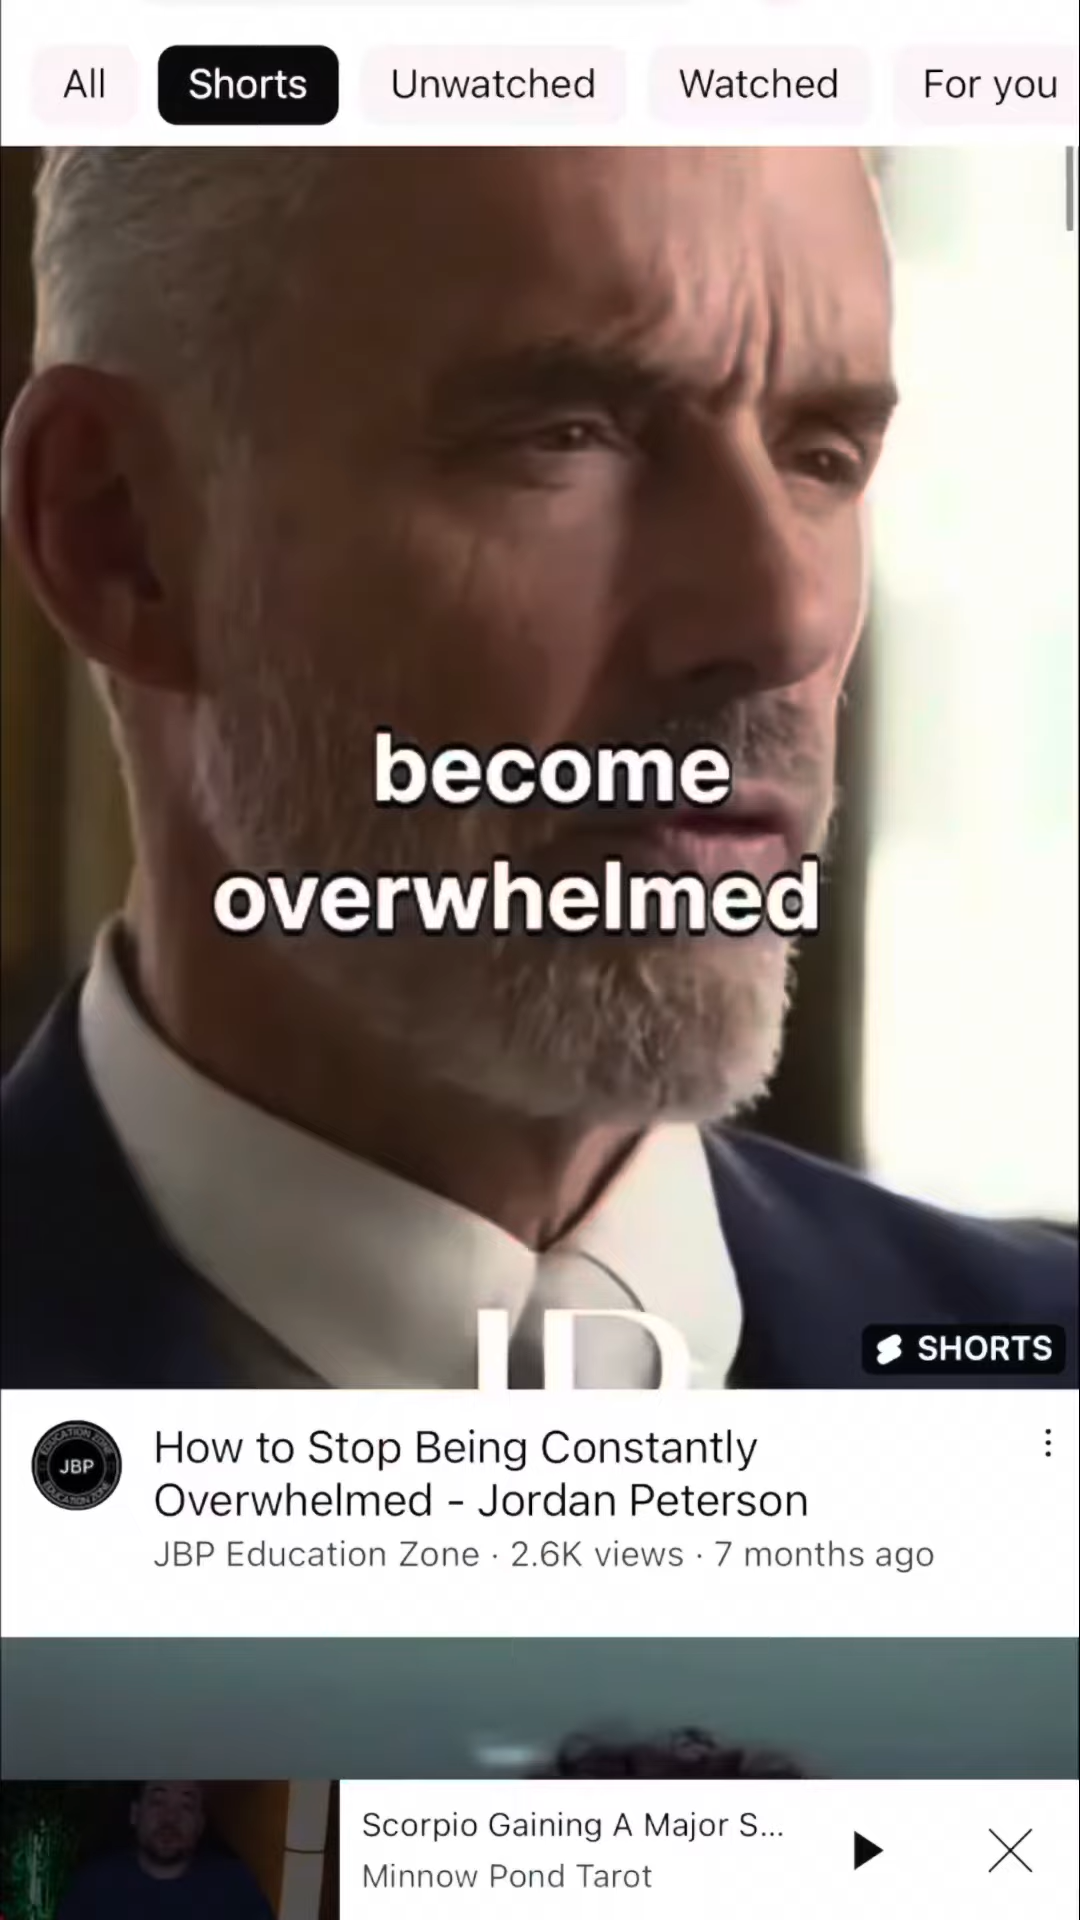 All Shorts Unwatched Watched For you
become
overwhelmed
SHORTS
JBP
How to Stop Being Constantly
Overwhelmed - Jordan Peterson
JBP Education Zone · 2.6K views · 7 months ago
Scorpio Gaining A Major S...
Minnow Pond Tarot